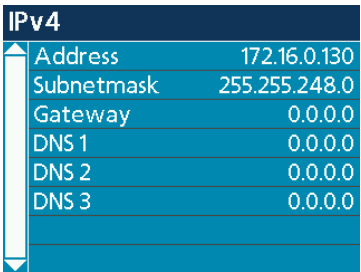 IPv4
Address 172.16.0.130
Subnetmask 255.255.248.0
Gateway 0.0.0.0
DNS 1 0.0.0.0
DNS 2 0.0.0.0
DNS 3 0.0.0.0